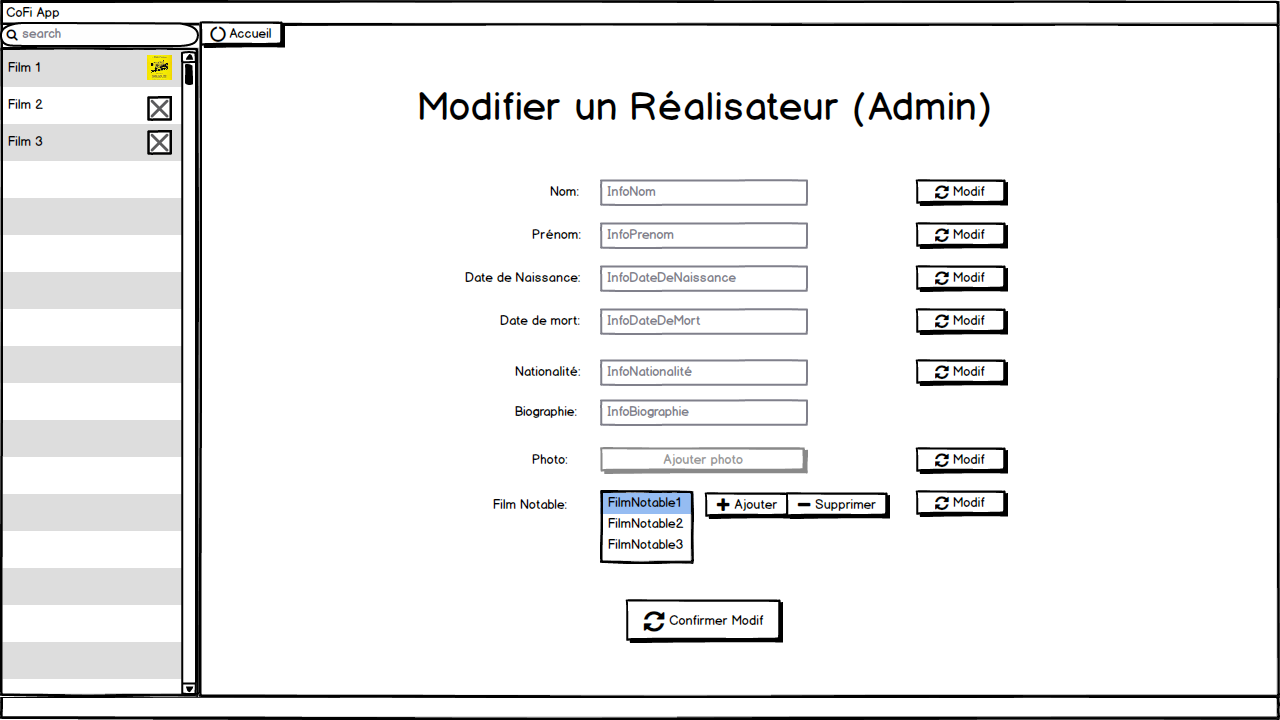 CoFi App
search
Accueil
Film 1
Film 2
Film 3
Modifier un Réalisateur (Admin)
Nom: InfoNom Modif
Prénom: InfoPrenom Modif
Date de Naissance: InfoDateDeNaissance Modif
Date de mort: InfoDateDeMort Modif
Nationalité: InfoNationalité Modif
Biographie: InfoBiographie
Photo: Ajouter photo Modif
Film Notable: FilmNotable1 Ajouter Supprimer Modif
FilmNotable2
FilmNotable3
Confirmer Modif